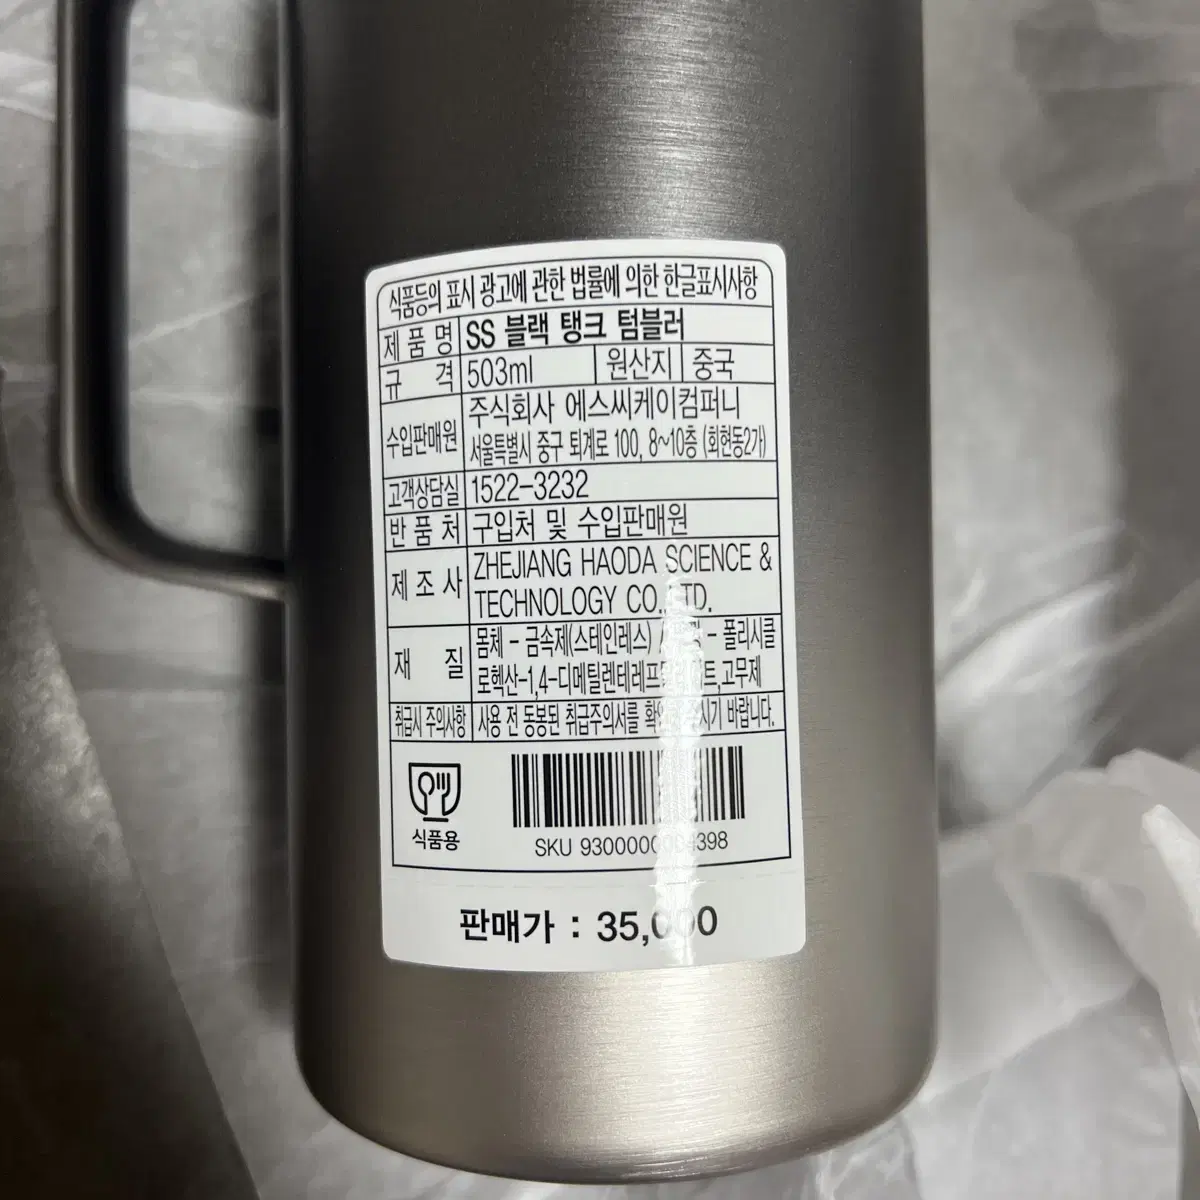 식품등의 표시 광고에 관한 법률에 의한 한글표시사항
제 품 명 SS 블랙 탱크 텀블러
규 격 503ml 원산지 중국
수입판매원 주식회사 에스씨케이컴퍼니
서울특별시 중구 퇴계로 100, 8~10층 (회현동2가)
고객상담실 1522-3232
반 품 처 구입처 및 수입판매원
제 조 사 ZHEJIANG HAODA SCIENCE &
TECHNOLOGY CO.,LTD.
재 질 몸체 - 금속제(스테인레스) / - 폴리시클
로헥산-1,4-디메틸렌테레프탈레이트,고무제
취급시 주의사항 사용 전 동봉된 취급주의서를 바랍니다.
식품용
SKU
판매가 : 35,000